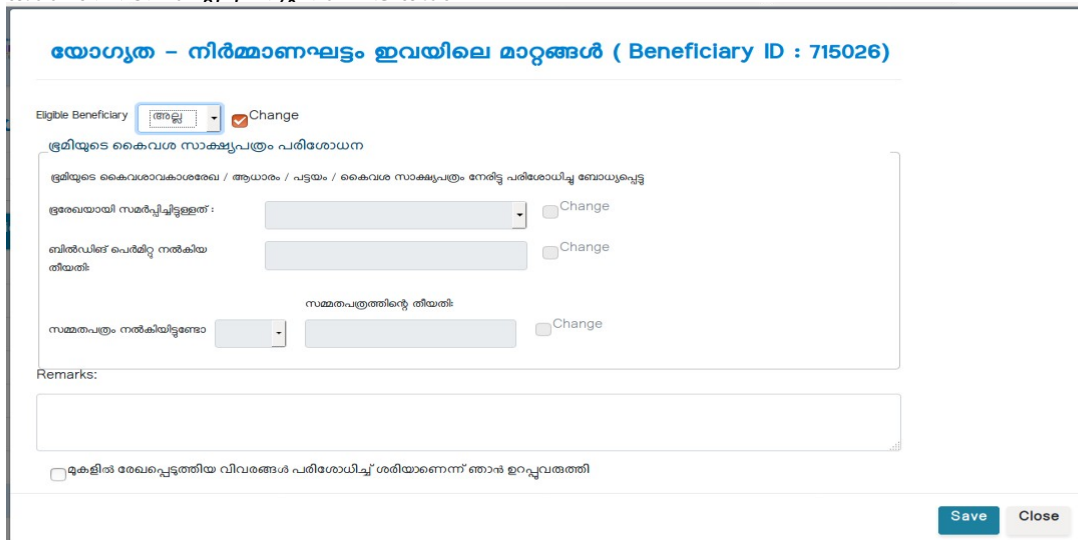 യോഗ്യത – നിർമ്മാണഘട്ടം ഇവയിലെ മാറ്റങ്ങൾ ( Beneficiary ID : 715026)
Eligible Beneficiary അല്ല Change
ഭൂമിയുടെ കൈവശ സാക്ഷ്യപത്രം പരിശോധന
ഭൂമിയുടെ കൈവശാവകാശരേഖ / ആധാരം / പട്ടയം / കൈവശ സാക്ഷ്യപത്രം നേരിട്ടു പരിശോധിച്ചു ബോധ്യപ്പെട്ടു
ഭൂരേഖയായി സമർപ്പിച്ചിട്ടുള്ളത് : Change
ബിൽഡിങ് പെർമിറ്റു നൽകിയ Change
തീയതി:
സമ്മതപത്രത്തിന്റെ തീയതി:
സമ്മതപത്രം നൽകിയിട്ടുണ്ടോ Change
Remarks:
മുകളിൽ രേഖപ്പെടുത്തിയ വിവരങ്ങൾ പരിശോധിച്ച് ശരിയാണെന്ന് ഞാൻ ഉറപ്പുവരുത്തി
Save Close